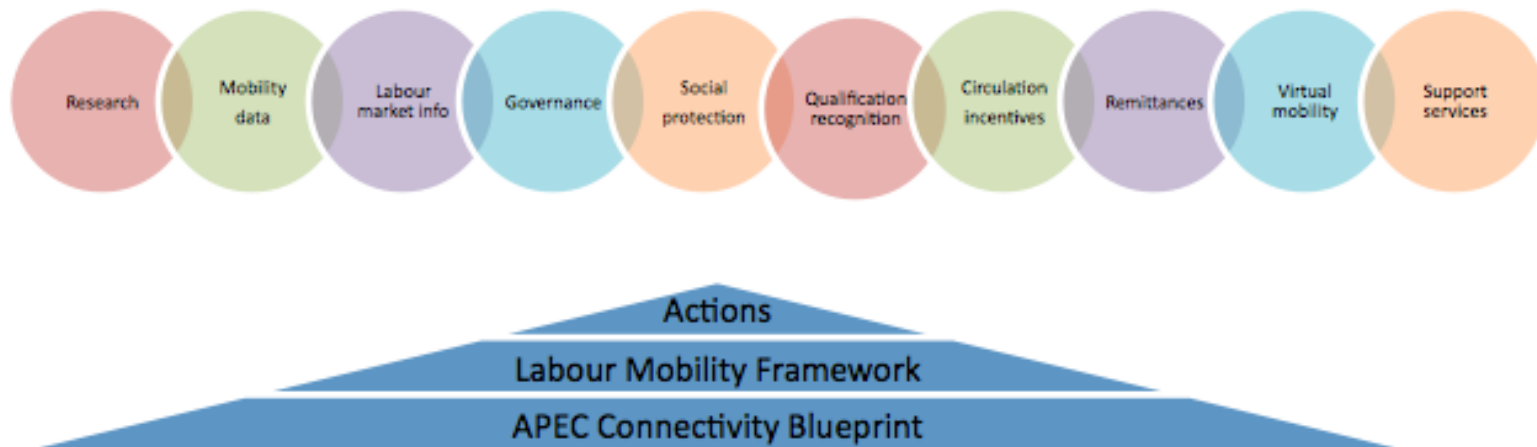 Research
Mobility
data
Labour
market info
Governance
Social
protection
Qualification
recognition
Circulation
incentives
Remittances
Virtual
mobility
Support
services
Actions
Labour Mobility Framework
APEC Connectivity Blueprint